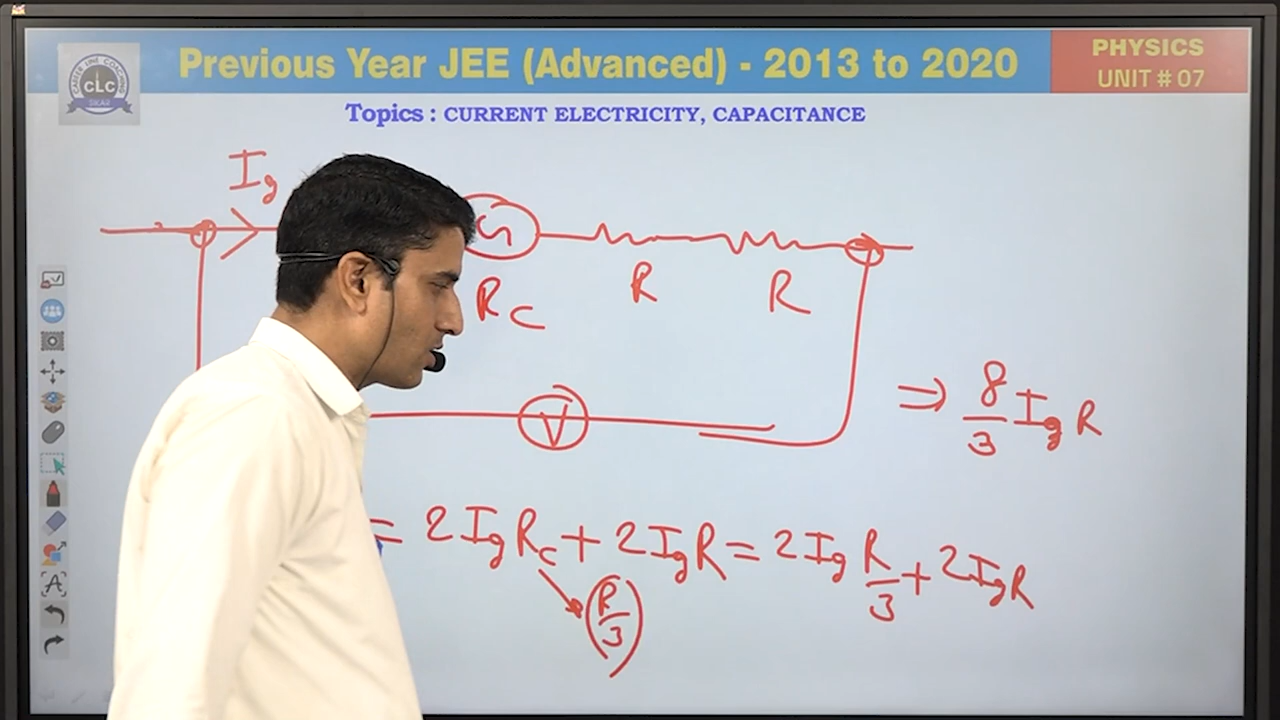 Previous Year JEE (Advanced) - 2013 to 2020
PHYSICS
UNIT # 07
CLC
SIKAR
Topics : CURRENT ELECTRICITY, CAPACITANCE
Ig
G
RC
R
R
V
⇒ 8/3 Ig R
= 2IgRC + 2IgR = 2Ig R/3 + 2IgR
(R/3)
A